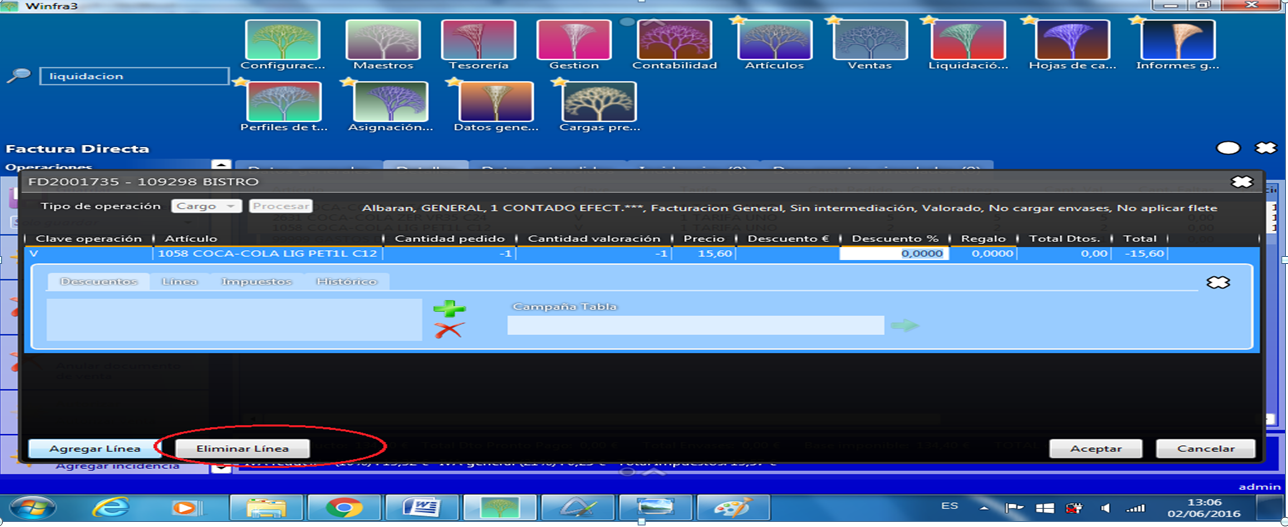 Winfra3
liquidacion
Configurac... Maestros Tesorería Gestion Contabilidad Artículos Ventas Liquidació... Hojas de ca... Informes g...
Perfiles de t... Asignación... Datos gene... Cargas pre...
Factura Directa
Operaciones
FD2001735 - 109298 BISTRO
Tipo de operación Cargo Procesar Albaran, GENERAL, 1 CONTADO EFECT.***, Facturacion General, Sin intermediación, Valorado, No cargar envases, No aplicar flete
Clave operación Artículo Cantidad pedido Cantidad valoración Precio Descuento € Descuento % Regalo Total Dtos. Total
V 1058 COCA-COLA LIG PET1L C12 -1 -1 15,60 0,0000 0,0000 0,00 -15,60
Descuentos Línea Impuestos Histórico
Campaña Tabla
Agregar Línea Eliminar Línea Aceptar Cancelar
Agregar incidencia
admin
ES 13:06
02/06/2016